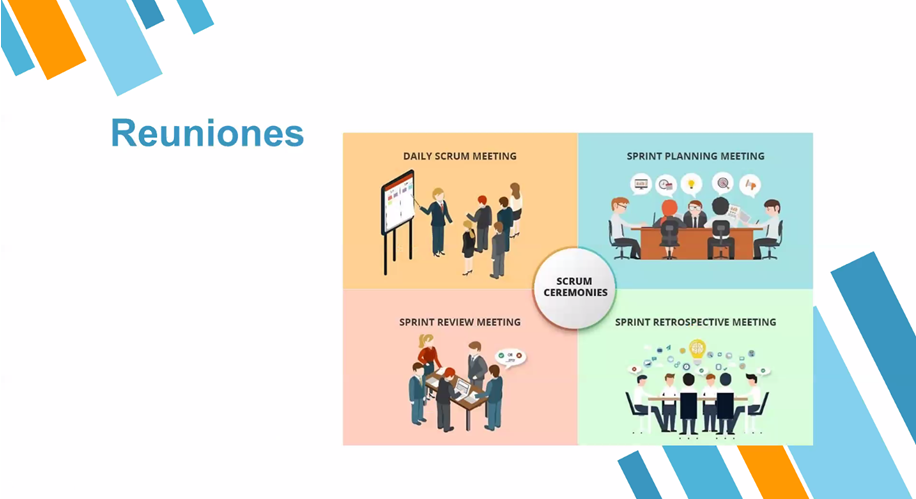 Reuniones
DAILY SCRUM MEETING
SPRINT PLANNING MEETING
SCRUM
CEREMONIES
SPRINT REVIEW MEETING
SPRINT RETROSPECTIVE MEETING